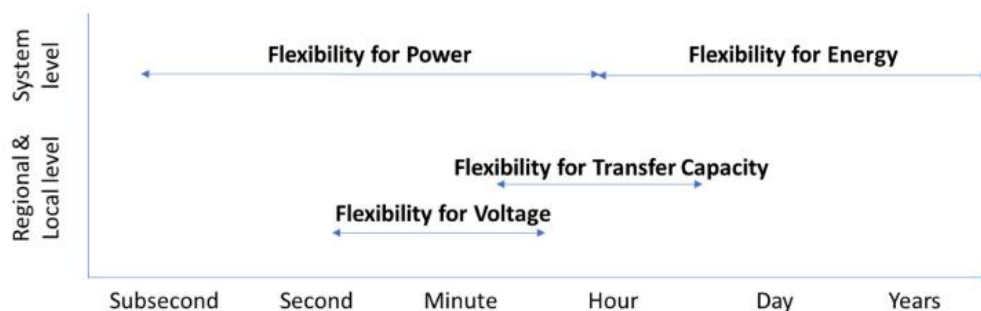 System
level
Flexibility for Power
Flexibility for Energy
Regional &
Local level
Flexibility for Transfer Capacity
Flexibility for Voltage
Subsecond Second Minute Hour Day Years